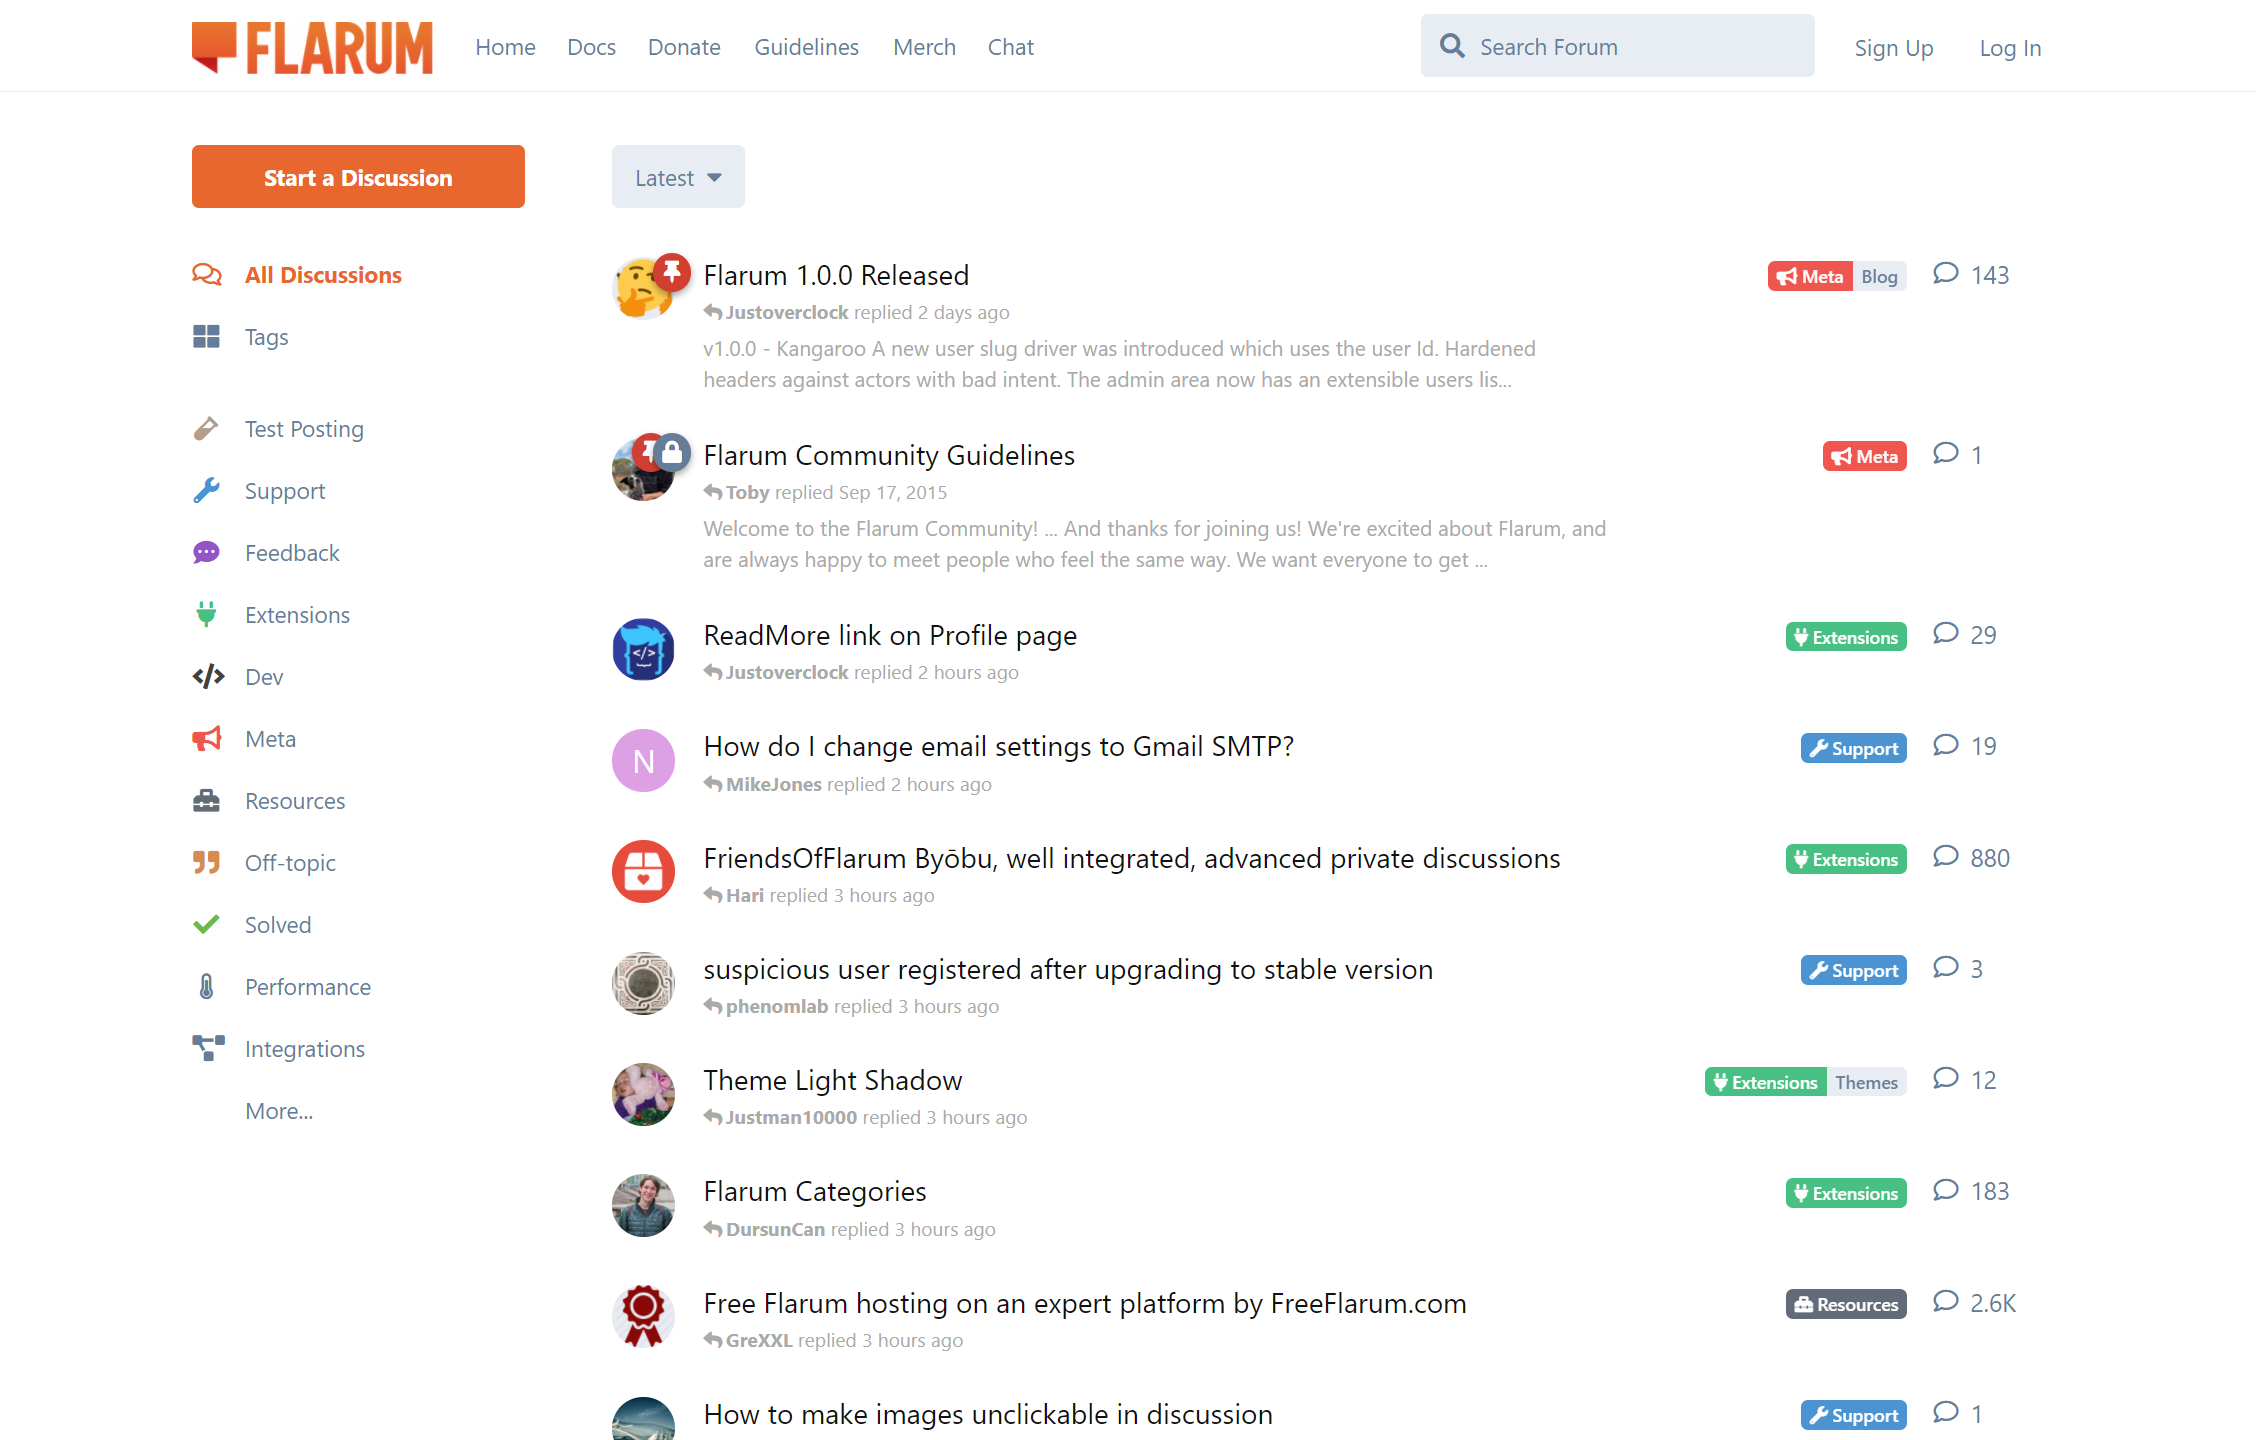 FLARUM
Home Docs Donate Guidelines Merch Chat
Search Forum
Sign Up Log In
Start a Discussion
All Discussions
Tags
Test Posting
Support
Feedback
Extensions
Dev
Meta
Resources
Off-topic
Solved
Performance
Integrations
More...
Latest
Flarum 1.0.0 Released
Meta Blog 143
Justoverclock replied 2 days ago
v1.0.0 - Kangaroo A new user slug driver was introduced which uses the user Id. Hardened
headers against actors with bad intent. The admin area now has an extensible users lis...
Flarum Community Guidelines
Meta 1
Toby replied Sep 17, 2015
Welcome to the Flarum Community! ... And thanks for joining us! We're excited about Flarum, and
are always happy to meet people who feel the same way. We want everyone to get ...
ReadMore link on Profile page
Extensions 29
Justoverclock replied 2 hours ago
N
How do I change email settings to Gmail SMTP?
Support 19
MikeJones replied 2 hours ago
FriendsOfFlarum Byōbu, well integrated, advanced private discussions
Extensions 880
Hari replied 3 hours ago
suspicious user registered after upgrading to stable version
Support 3
phenomlab replied 3 hours ago
Theme Light Shadow
Extensions Themes 12
Justman10000 replied 3 hours ago
Flarum Categories
Extensions 183
DursunCan replied 3 hours ago
Free Flarum hosting on an expert platform by FreeFlarum.com
Resources 2.6K
GreXXL replied 3 hours ago
How to make images unclickable in discussion
Support 1